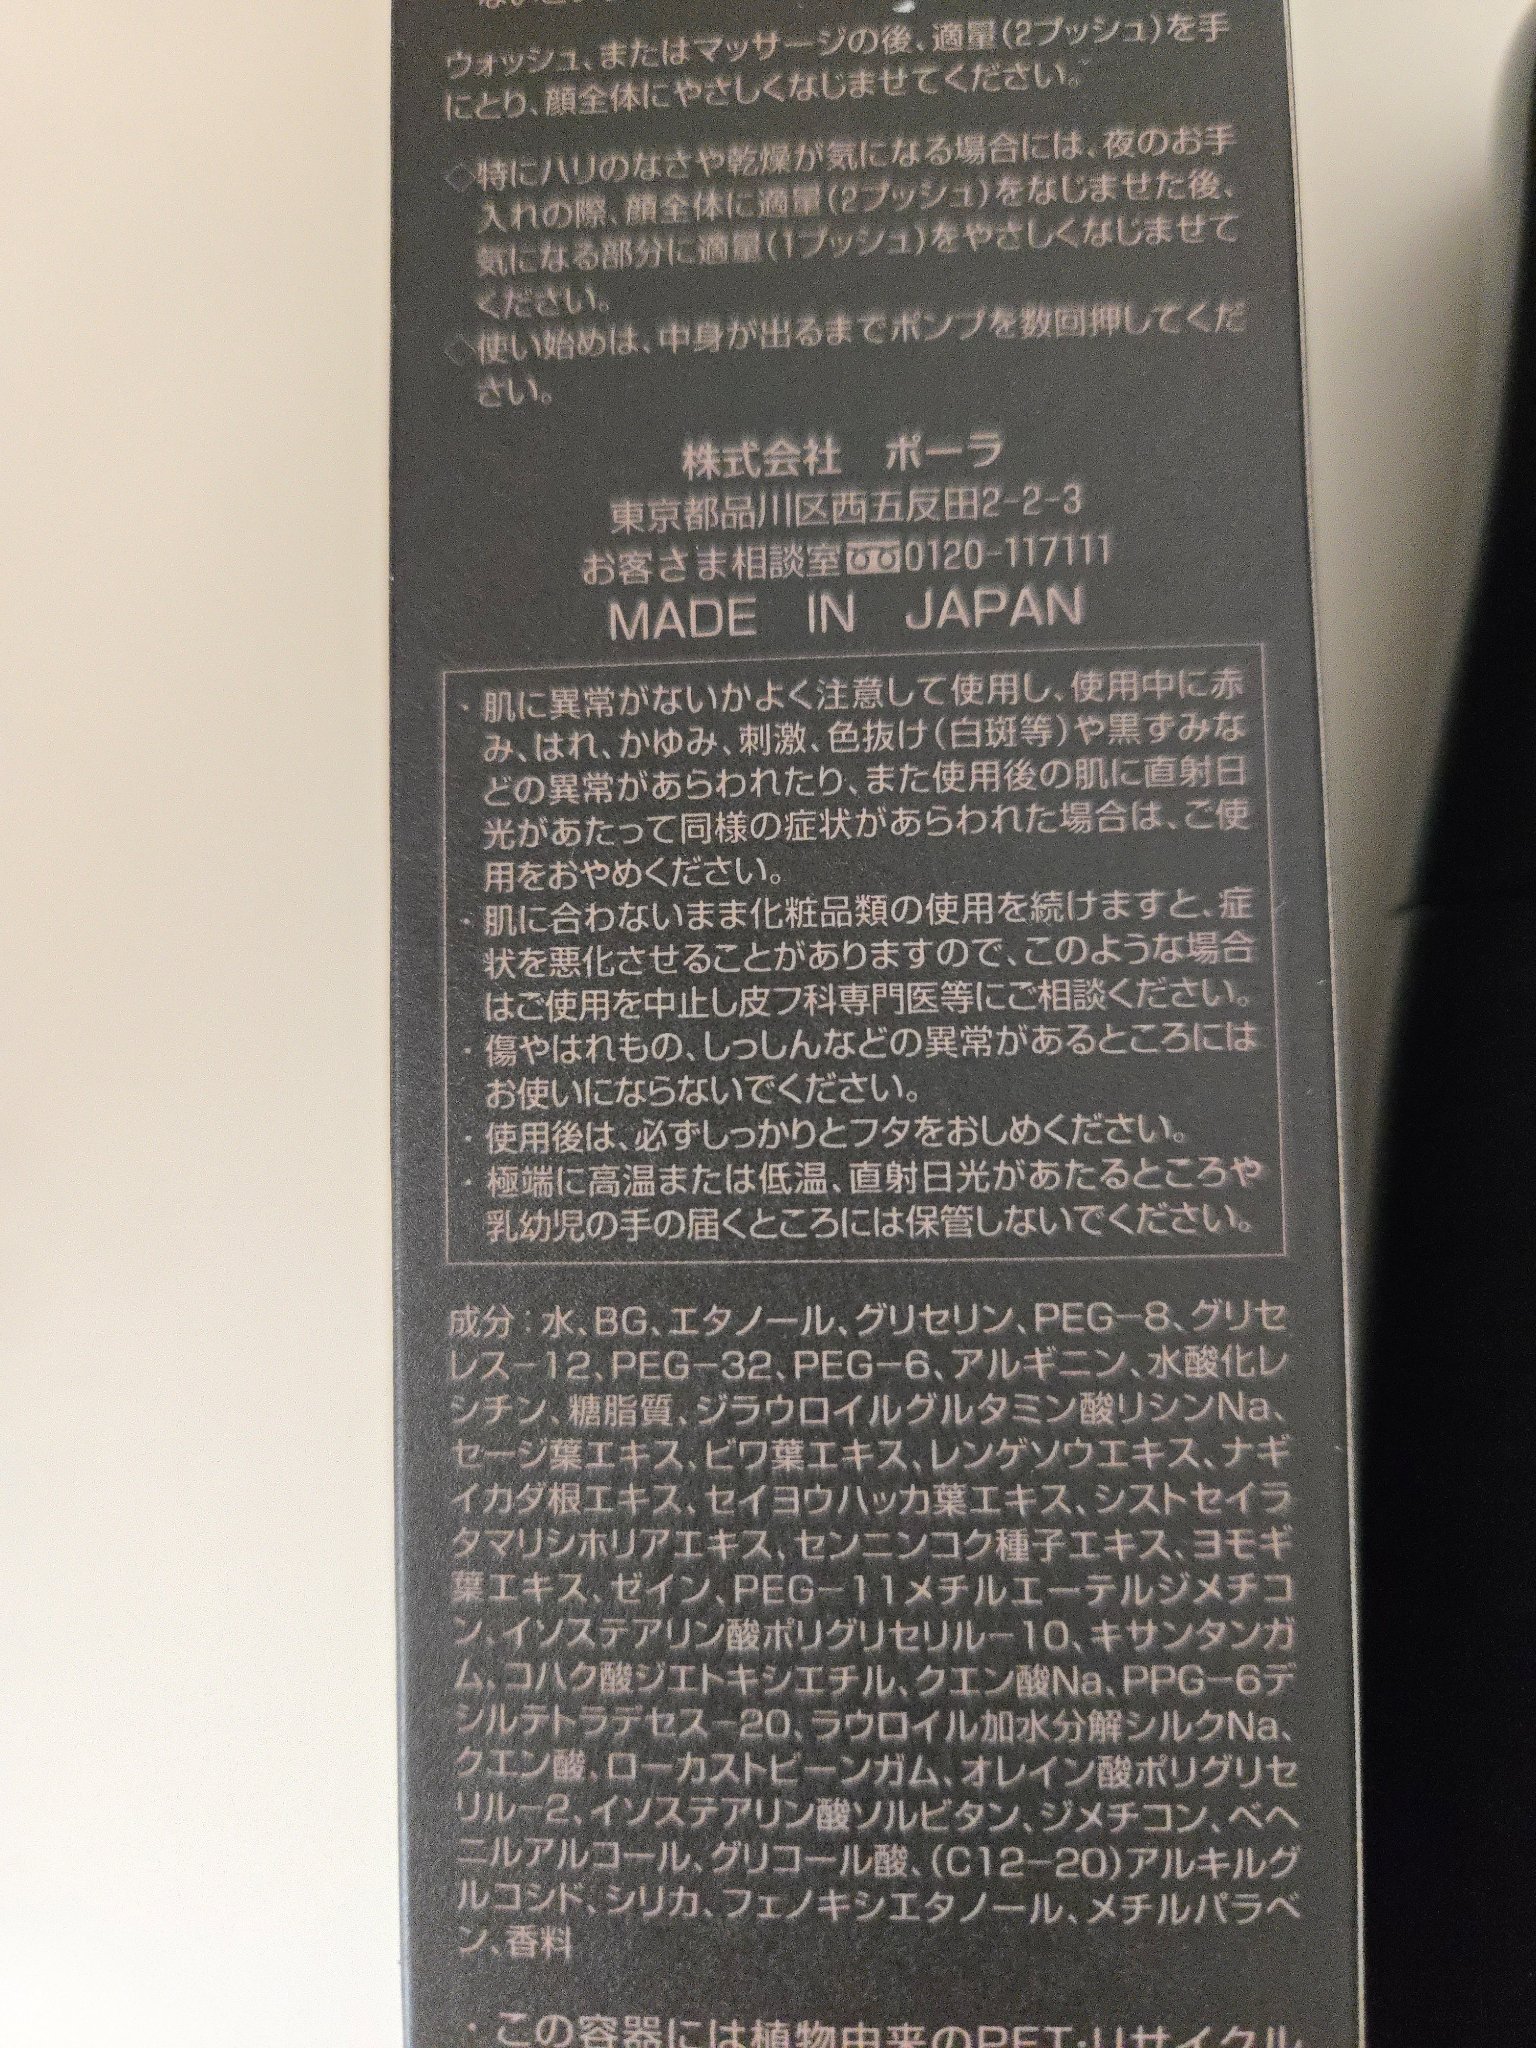 ウォッシュ、またはマッサージの後、適量(2プッシュ)を手
にとり、顔全体にやさしくなじませてください。
◇特にハリのなさや乾燥が気になる場合には、夜のお手
入れの際、顔全体に適量(2プッシュ)をなじませた後、
気になる部分に適量(1プッシュ)をやさしくなじませて
ください。
◇使い始めは、中身が出るまでポンプを数回押してくだ
さい。
株式会社 ポーラ
東京都品川区西五反田2-2-3
お客さま相談室0120-117111
MADE IN JAPAN
・肌に異常がないかよく注意して使用し、使用中に赤
み、はれ、かゆみ、刺激、色抜け(白斑等)や黒ずみな
どの異常があらわれたり、また使用後の肌に直射日
光があたって同様の症状があらわれた場合は、ご使
用をおやめください。
・肌に合わないまま化粧品類の使用を続けますと、症
状を悪化させることがありますので、このような場合
はご使用を中止し皮フ科専門医等にご相談ください。
・傷やはれもの、しっしんなどの異常があるところには
お使いにならないでください。
・使用後は、必ずしっかりとフタをおしめください。
・極端に高温または低温、直射日光があたるところや
乳幼児の手の届くところには保管しないでください。
成分:水、BG、エタノール、グリセリン、PEG-8、グリセ
レス-12、PEG-32、PEG-6、アルギニン、水酸化レ
シチン、糖脂質、ジラウロイルグルタミン酸リシンNa、
セージ葉エキス、ビワ葉エキス、レンゲソウエキス、ナギ
イカダ根エキス、セイヨウハッカ葉エキス、シストセイラ
タマリシホリアエキス、センニンコク種子エキス、ヨモギ
葉エキス、ゼイン、PEG-11メチルエーテルジメチコ
ン、イソステアリン酸ポリグリセリル-10、キサンタンガ
ム、コハク酸ジエトキシエチル、クエン酸Na、PPG-6デ
シルテトラデセス-20、ラウロイル加水分解シルクNa、
クエン酸、ローカストビーンガム、オレイン酸ポリグリセ
リル-2、イソステアリン酸ソルビタン、ジメチコン、ベヘ
ニルアルコール、グリコール酸、(C12-20)アルキルグ
ルコシド、シリカ、フェノキシエタノール、メチルパラベ
ン、香料
・この容器には植物由来のPET・リサイクル